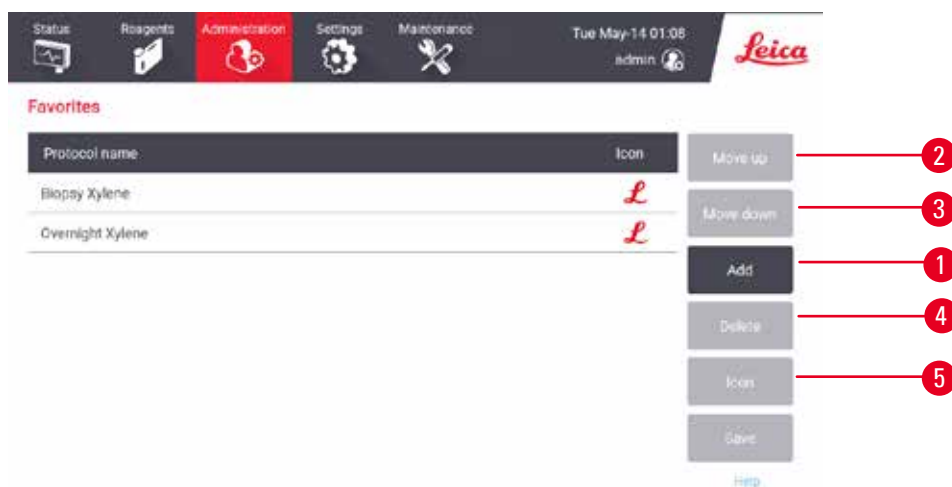 Status Reagents Administration Settings Maintenance Tue May-14 01:08
admin
Leica
Favorites
Protocol name Icon
Biopsy Xylene L
Overnight Xylene L
Move up 2
Move down 3
Add 1
Delete 4
Icon 5
Save
Help